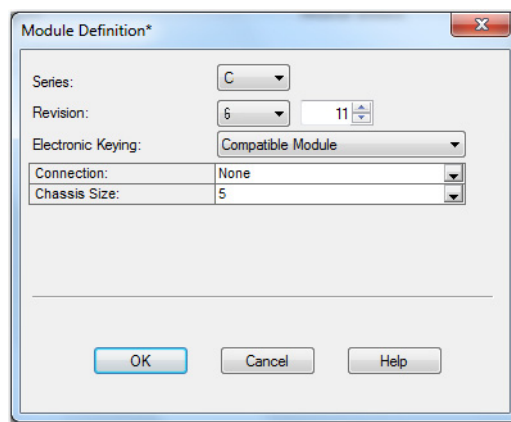 Module Definition*
Series: C
Revision: 6 11
Electronic Keying: Compatible Module
Connection: None
Chassis Size: 5
OK Cancel Help